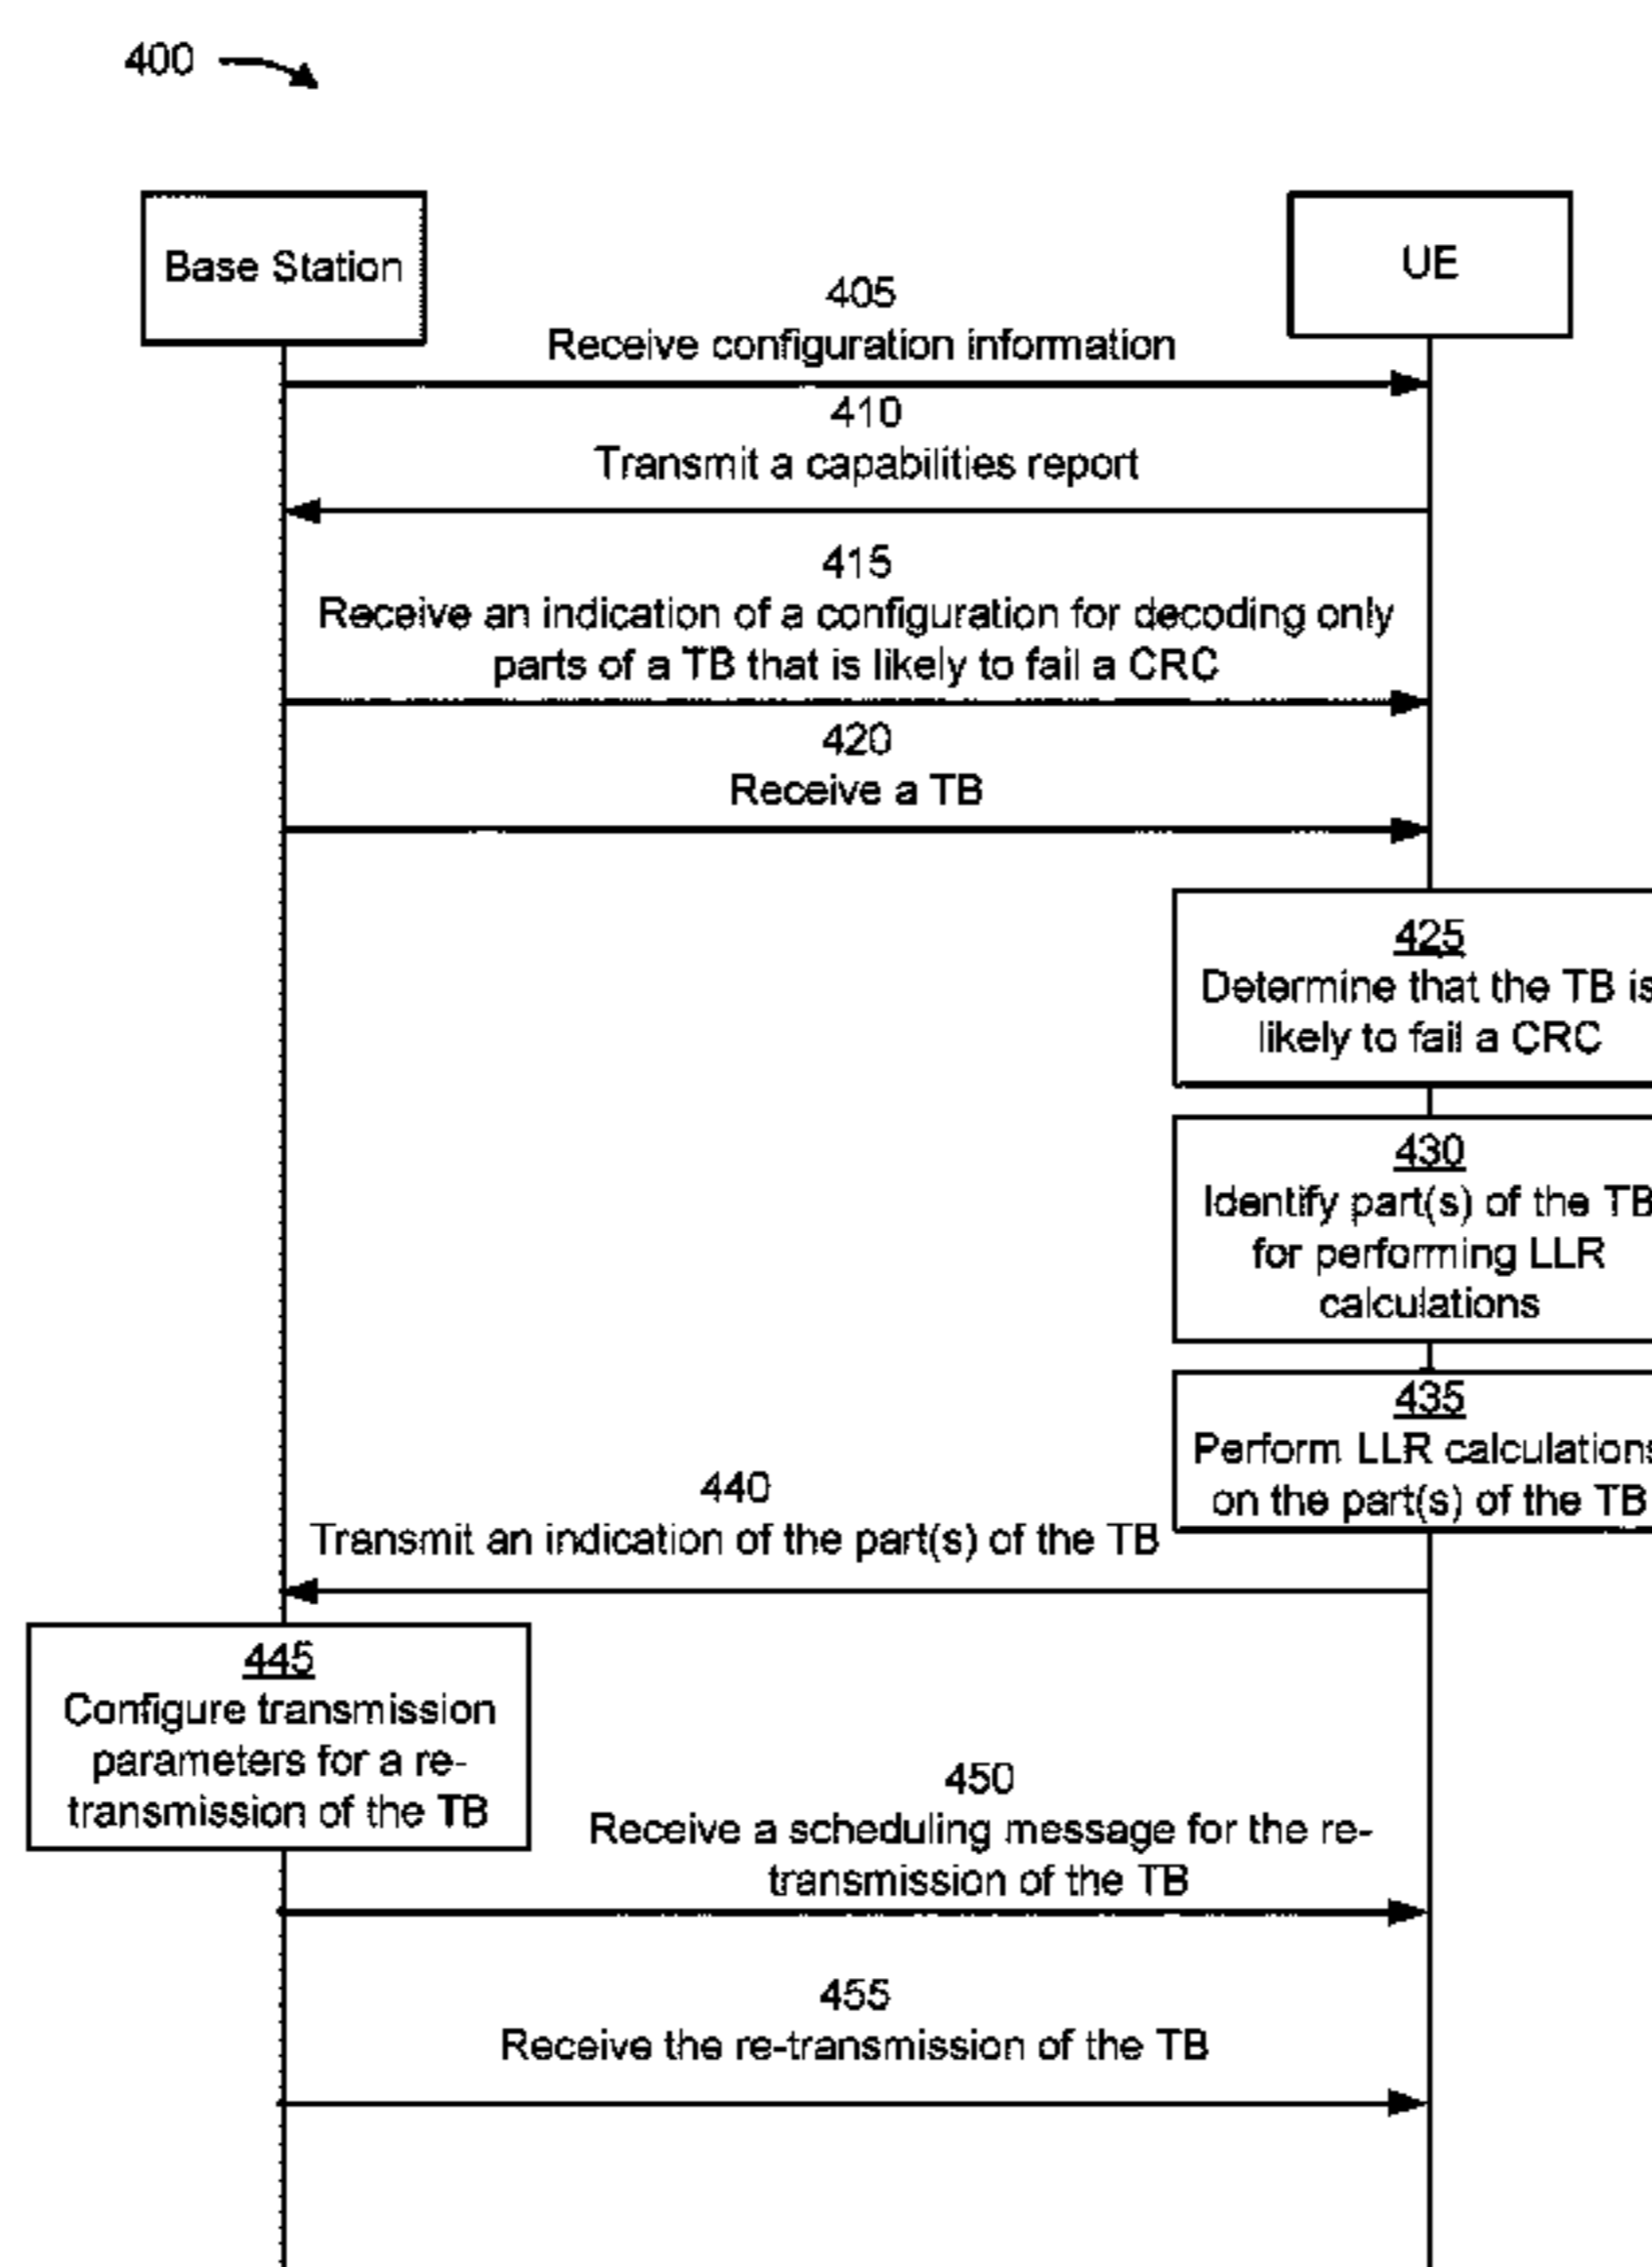 400
Base Station
UE
405
Receive configuration information
410
Transmit a capabilities report
415
Receive an indication of a configuration for decoding only
parts of a TB that is likely to fail a CRC
420
Receive a TB
425
Determine that the TB is
likely to fail a CRC
430
Identify part(s) of the TB
for performing LLR
calculations
435
Perform LLR calculations
on the part(s) of the TB
440
Transmit an indication of the part(s) of the TB
445
Configure transmission
parameters for a re-
transmission of the TB
450
Receive a scheduling message for the re-
transmission of the TB
455
Receive the re-transmission of the TB